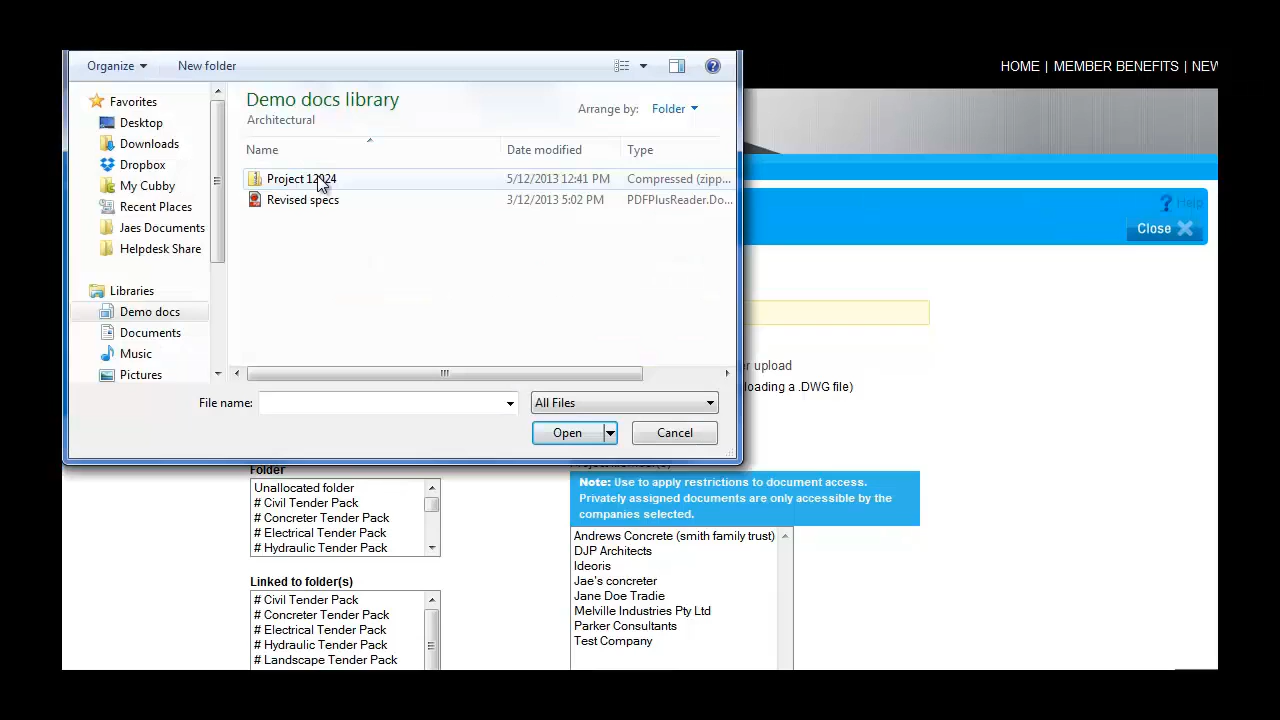 Organize
New folder
HOME | MEMBER BENEFITS | NEW
Demo docs library
Architectural
Arrange by: Folder
Favorites
Desktop
Downloads
Dropbox
My Cubby
Recent Places
Jaes Documents
Helpdesk Share
Libraries
Demo docs
Documents
Music
Pictures
Name Date modified Type
Project 12024 5/12/2013 12:41 PM Compressed (zipp...
Revised specs 3/12/2013 5:02 PM PDFPlusReader.Do...
File name:
All Files
Open
Cancel
? Help
Close
er upload
loading a .DWG file)
Folder
Unallocated folder
# Civil Tender Pack
# Concreter Tender Pack
# Electrical Tender Pack
# Hydraulic Tender Pack
Linked to folder(s)
# Civil Tender Pack
# Concreter Tender Pack
# Electrical Tender Pack
# Hydraulic Tender Pack
# Landscape Tender Pack
Note: Use to apply restrictions to document access.
Privately assigned documents are only accessible by the
companies selected.
Andrews Concrete (smith family trust)
DJP Architects
Ideoris
Jae's concreter
Jane Doe Tradie
Melville Industries Pty Ltd
Parker Consultants
Test Company